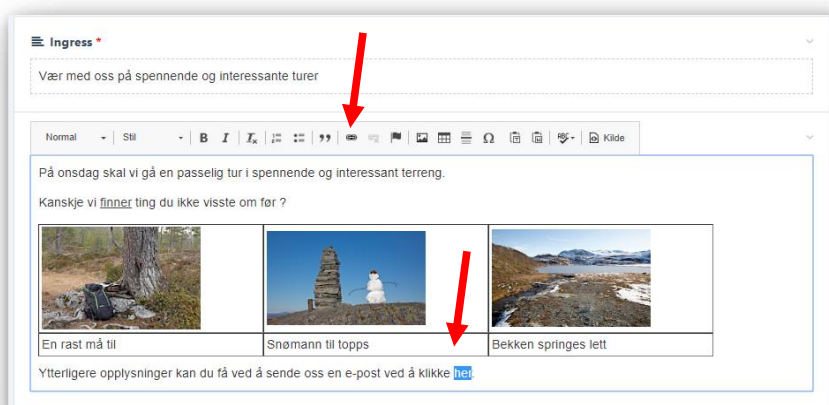 Ingress *
Vær med oss på spennende og interessante turer
Normal Stil B I Ix Ω ABC Kilde
På onsdag skal vi gå en passelig tur i spennende og interessant terreng.
Kanskje vi finner ting du ikke visste om før ?
En rast må til Snømann til topps Bekken springes lett
Ytterligere opplysninger kan du få ved å sende oss en e-post ved å klikke her.